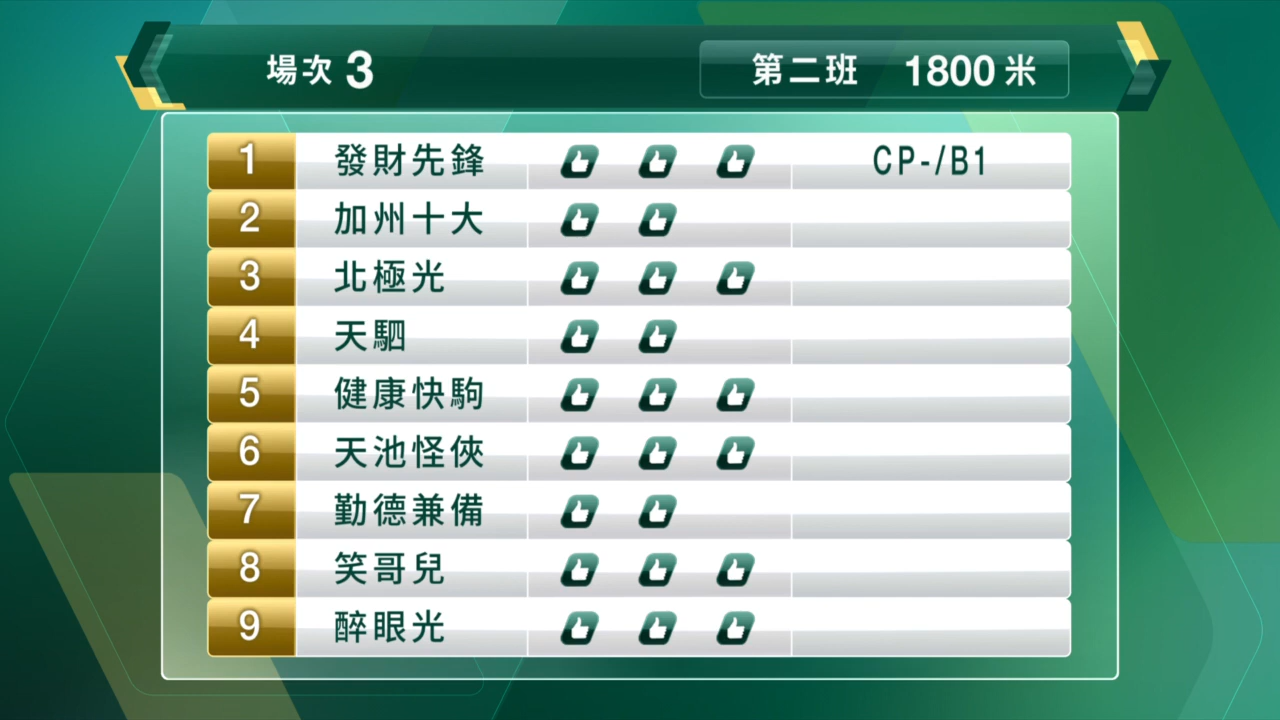 場次 3 第二班 1800 米
1 發財先鋒 CP-/B1
2 加州十大
3 北極光
4 天駟
5 健康快駒
6 天池怪俠
7 勤德兼備
8 笑哥兒
9 醉眼光